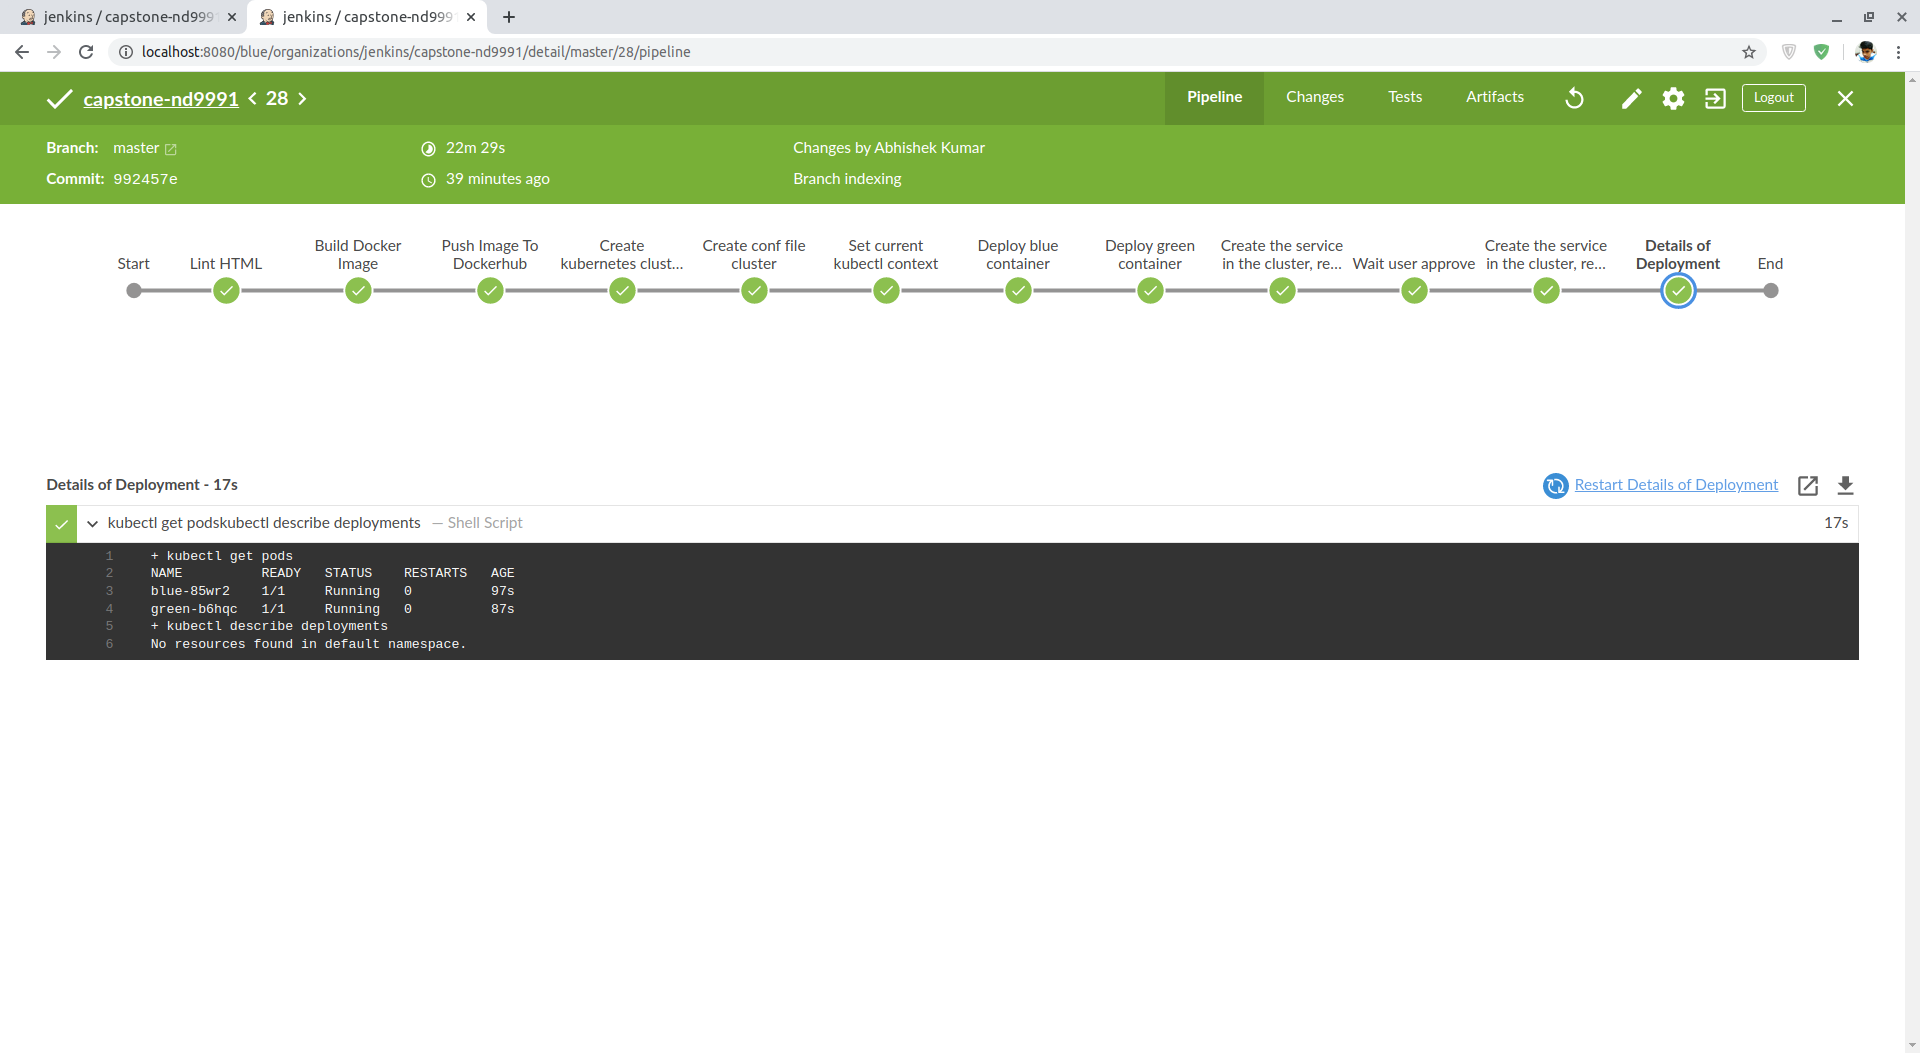 jenkins / capstone-nd9991
jenkins / capstone-nd9991
localhost:8080/blue/organizations/jenkins/capstone-nd9991/detail/master/28/pipeline
capstone-nd9991 < 28 >
Pipeline Changes Tests Artifacts Logout
Branch: master 22m 29s Changes by Abhishek Kumar
Commit: 992457e 39 minutes ago Branch indexing
Start
Lint HTML
Build Docker
Image
Push Image To
Dockerhub
Create
kubernetes clust...
Create conf file
cluster
Set current
kubectl context
Deploy blue
container
Deploy green
container
Create the service
in the cluster, re...
Wait user approve
Create the service
in the cluster, re...
Details of
Deployment
End
Details of Deployment - 17s
Restart Details of Deployment
kubectl get podskubectl describe deployments — Shell Script 17s
1 + kubectl get pods
2 NAME READY STATUS RESTARTS AGE
3 blue-85wr2 1/1 Running 0 97s
4 green-b6hqc 1/1 Running 0 87s
5 + kubectl describe deployments
6 No resources found in default namespace.